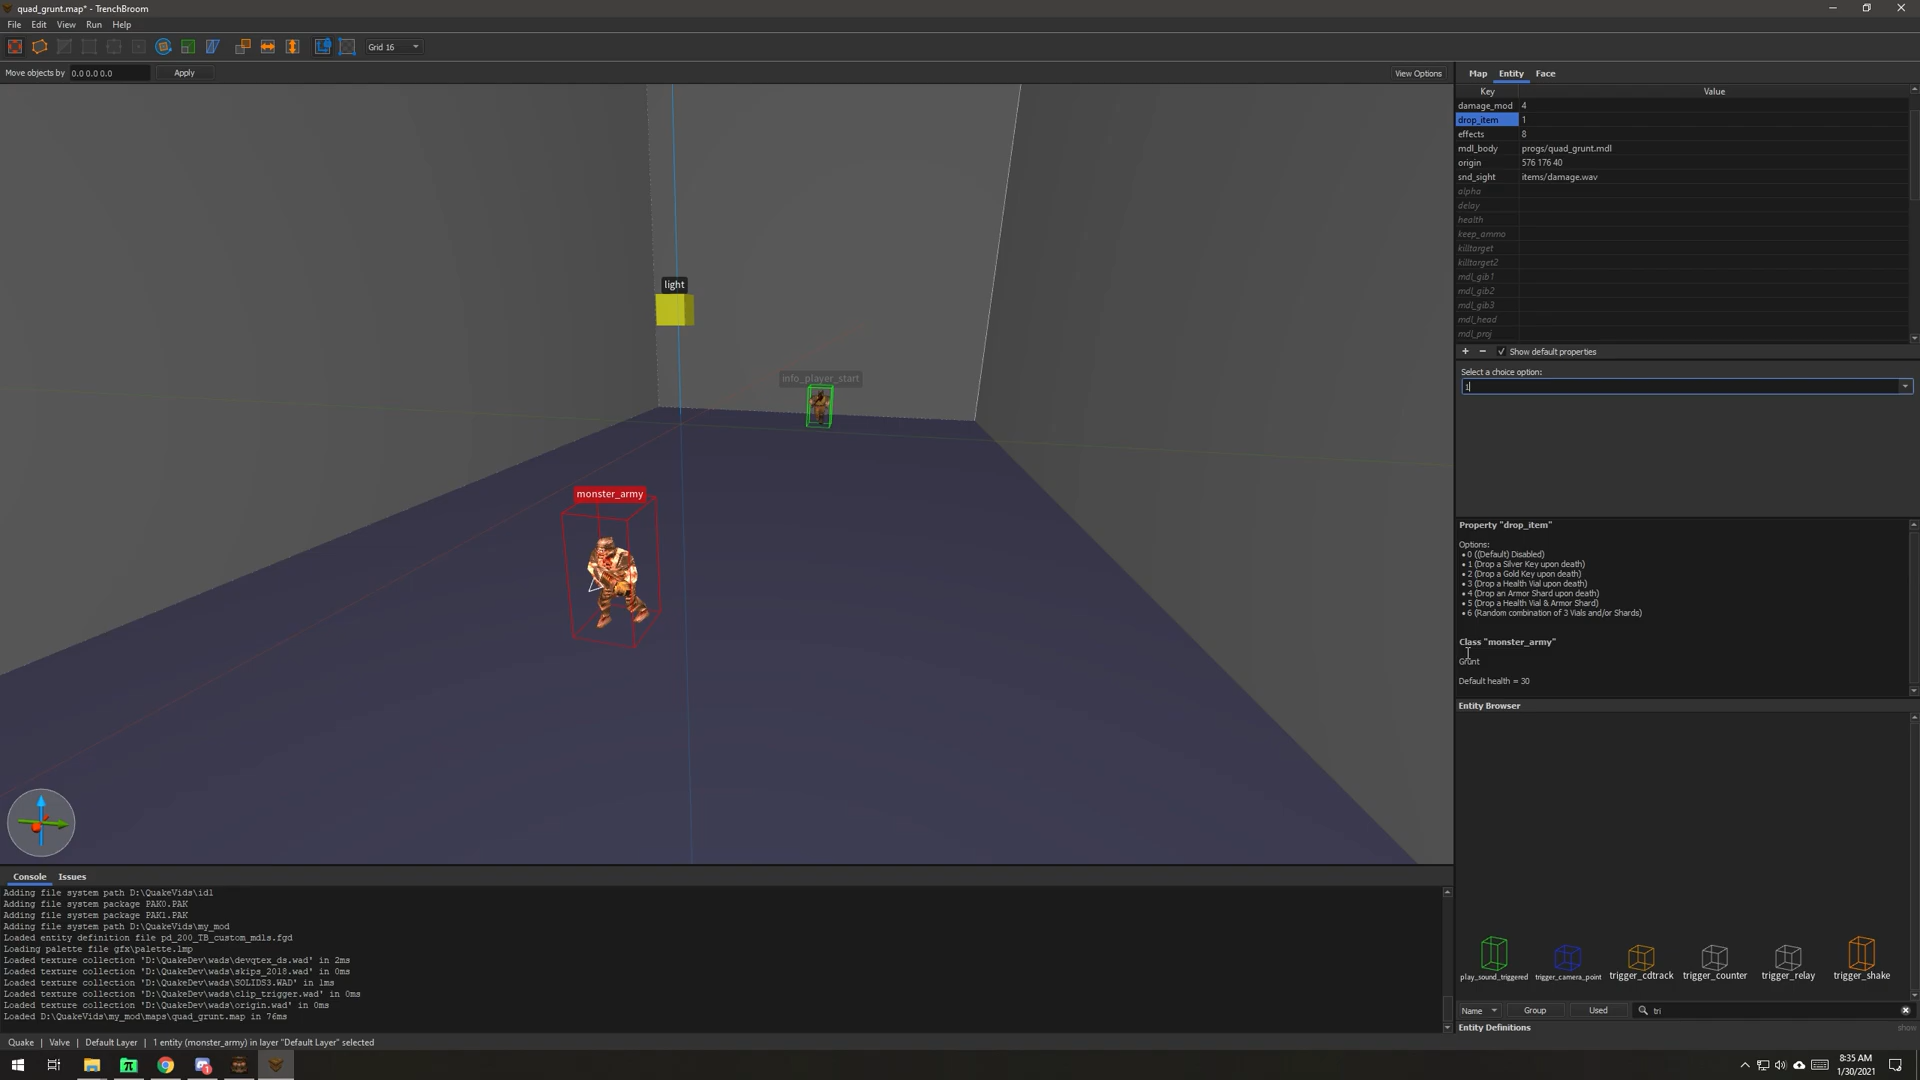 quad_grunt.map* - TrenchBroom
File Edit View Run Help
Grid 16
Move objects by 0.0 0.0 0.0 Apply View Options
Map Entity Face
Key Value
damage_mod 4
drop_item 1
effects 8
mdl_body progs/quad_grunt.mdl
origin 576 176 40
snd_sight items/damage.wav
alpha
delay
health
keep_ammo
killtarget
killtarget2
mdl_gib1
mdl_gib2
mdl_gib3
mdl_head
mdl_proj
+ − Show default properties
Select a choice option:
1
light
info_player_start
monster_army
Property "drop_item"
Options:
• 0 ((Default) Disabled)
• 1 (Drop a Silver Key upon death)
• 2 (Drop a Gold Key upon death)
• 3 (Drop a Health Vial upon death)
• 4 (Drop an Armor Shard upon death)
• 5 (Drop a Health Vial & Armor Shard)
• 6 (Random combination of 3 Vials and/or Shards)
Class "monster_army"
Grunt
Default health = 30
Entity Browser
play_sound_triggered trigger_camera_point trigger_cdtrack trigger_counter trigger_relay trigger_shake
Name Group Used tri
Entity Definitions show
Console Issues
Adding file system path D:\QuakeVids\id1
Adding file system package PAK0.PAK
Adding file system package PAK1.PAK
Adding file system path D:\QuakeVids\my_mod
Loaded entity definition file pd_200_TB_custom_mdls.fgd
Loading palette file gfx\palette.lmp
Loaded texture collection 'D:\QuakeDev\wads\devqtex_ds.wad' in 2ms
Loaded texture collection 'D:\QuakeDev\wads\skips_2018.wad' in 0ms
Loaded texture collection 'D:\QuakeDev\wads\SOLIDS3.WAD' in 1ms
Loaded texture collection 'D:\QuakeDev\wads\clip_trigger.wad' in 0ms
Loaded texture collection 'D:\QuakeDev\wads\origin.wad' in 0ms
Loaded D:\QuakeVids\my_mod\maps\quad_grunt.map in 76ms
Quake | Valve | Default Layer | 1 entity (monster_army) in layer "Default Layer" selected
8:35 AM
1/30/2021